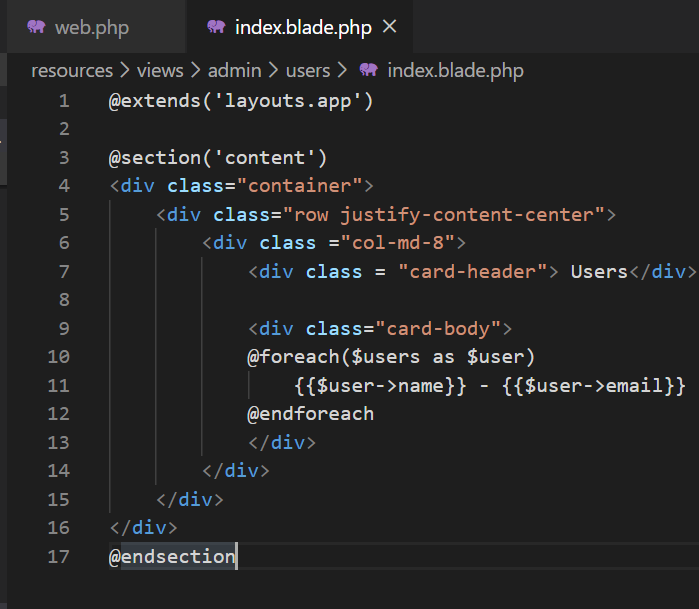 web.php index.blade.php ×
resources > views > admin > users > index.blade.php
1 @extends('layouts.app')
2
3 @section('content')
4 <div class="container">
5     <div class="row justify-content-center">
6         <div class ="col-md-8">
7             <div class = "card-header"> Users</div>
8
9             <div class="card-body">
10             @foreach($users as $user)
11                 {{$user->name}} - {{$user->email}}
12             @endforeach
13             </div>
14         </div>
15     </div>
16 </div>
17 @endsection